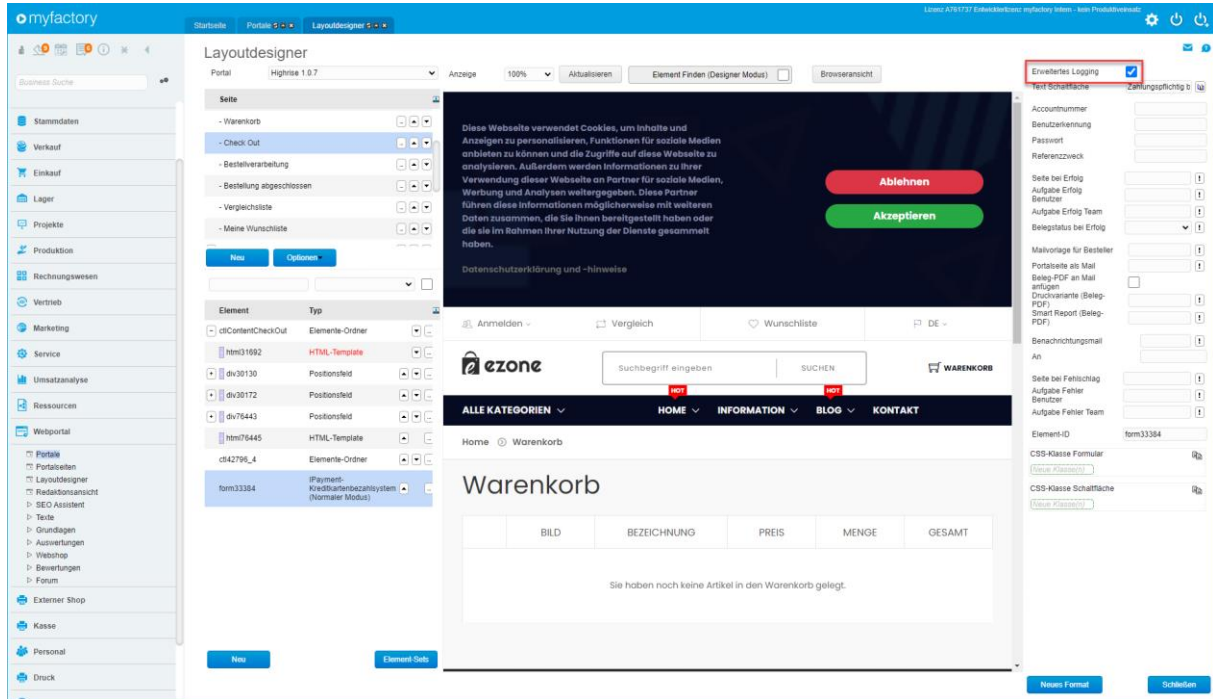 myfactory
Startseite
Portale
Layoutdesigner
Lizenz A761737 Entwicklerlizenz myfactory Intern - kein Produktiveinsatz
Business Suche
Stammdaten
Verkauf
Einkauf
Lager
Projekte
Produktion
Rechnungswesen
Vertrieb
Marketing
Service
Umsatzanalyse
Ressourcen
Webportal
Portale
Portalseiten
Layoutdesigner
Redaktionsansicht
SEO Assistent
Texte
Grundlagen
Auswertungen
Webshop
Bewertungen
Forum
Externer Shop
Kasse
Personal
Druck
Layoutdesigner
Portal
Highrise 1.0.7
Anzeige
100%
Aktualisieren
Element Finden (Designer Modus)
Browseransicht
Seite
- Warenkorb
- Check Out
- Bestellverarbeitung
- Bestellung abgeschlossen
- Vergleichsliste
- Meine Wunschliste
Neu
Optionen
Element Typ
ctlContentCheckOut Elemente-Ordner
html31692 HTML-Template
div30130 Positionsfeld
div30172 Positionsfeld
div76443 Positionsfeld
html76445 HTML-Template
ctl42796_4 Elemente-Ordner
form33384 IPayment-
Kreditkartenbezahlsystem
(Normaler Modus)
Neu
Element-Sets
Diese Webseite verwendet Cookies, um Inhalte und
Anzeigen zu personalisieren, Funktionen für soziale Medien
anbieten zu können und die Zugriffe auf diese Webseite zu
analysieren. Außerdem werden Informationen zu Ihrer
Verwendung dieser Webseite an Partner für soziale Medien,
Werbung und Analysen weitergegeben. Diese Partner
führen diese Informationen möglicherweise mit weiteren
Daten zusammen, die Sie ihnen bereitgestellt haben oder
die sie im Rahmen Ihrer Nutzung der Dienste gesammelt
haben.
Datenschutzerklärung und -hinweise
Ablehnen
Akzeptieren
Anmelden
Vergleich
Wunschliste
DE
ezone
Suchbegriff eingeben
SUCHEN
WARENKORB
HOT
HOT
ALLE KATEGORIEN
HOME
INFORMATION
BLOG
KONTAKT
Home
Warenkorb
Warenkorb
BILD BEZEICHNUNG PREIS MENGE GESAMT
Sie haben noch keine Artikel in den Warenkorb gelegt.
Erweitertes Logging
Text Schaltfläche Zahlungspflichtig b
Accountnummer
Benutzerkennung
Passwort
Referenzzweck
Seite bei Erfolg
Aufgabe Erfolg
Benutzer
Aufgabe Erfolg Team
Belegstatus bei Erfolg
Mailvorlage für Besteller
Portalseite als Mail
Beleg-PDF an Mail
anfügen
Druckvariante (Beleg-
PDF)
Smart Report (Beleg-
PDF)
Benachrichtungsmail
An
Seite bei Fehlschlag
Aufgabe Fehler
Benutzer
Aufgabe Fehler Team
Element-ID form33384
CSS-Klasse Formular
[Neue Klasse(n)]
CSS-Klasse Schaltfläche
[Neue Klasse(n)]
Neues Format
Schließen